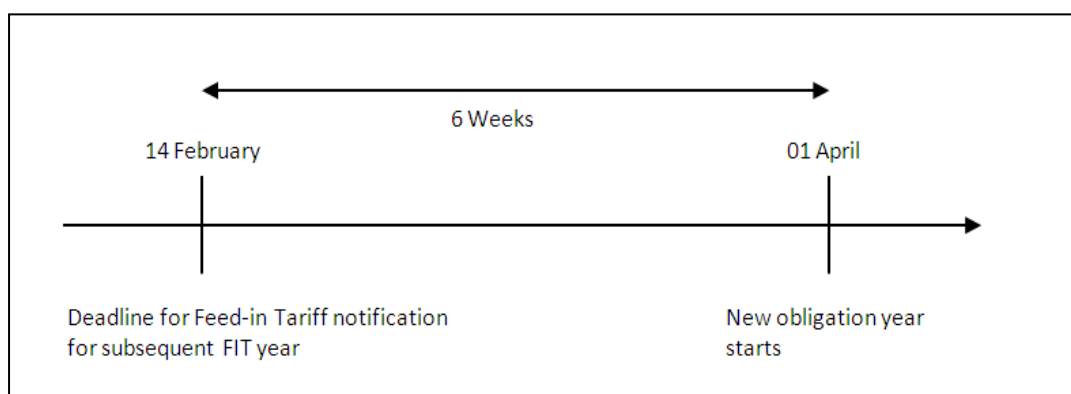 6 Weeks
14 February
01 April
Deadline for Feed-in Tariff notification
for subsequent FIT year
New obligation year
starts